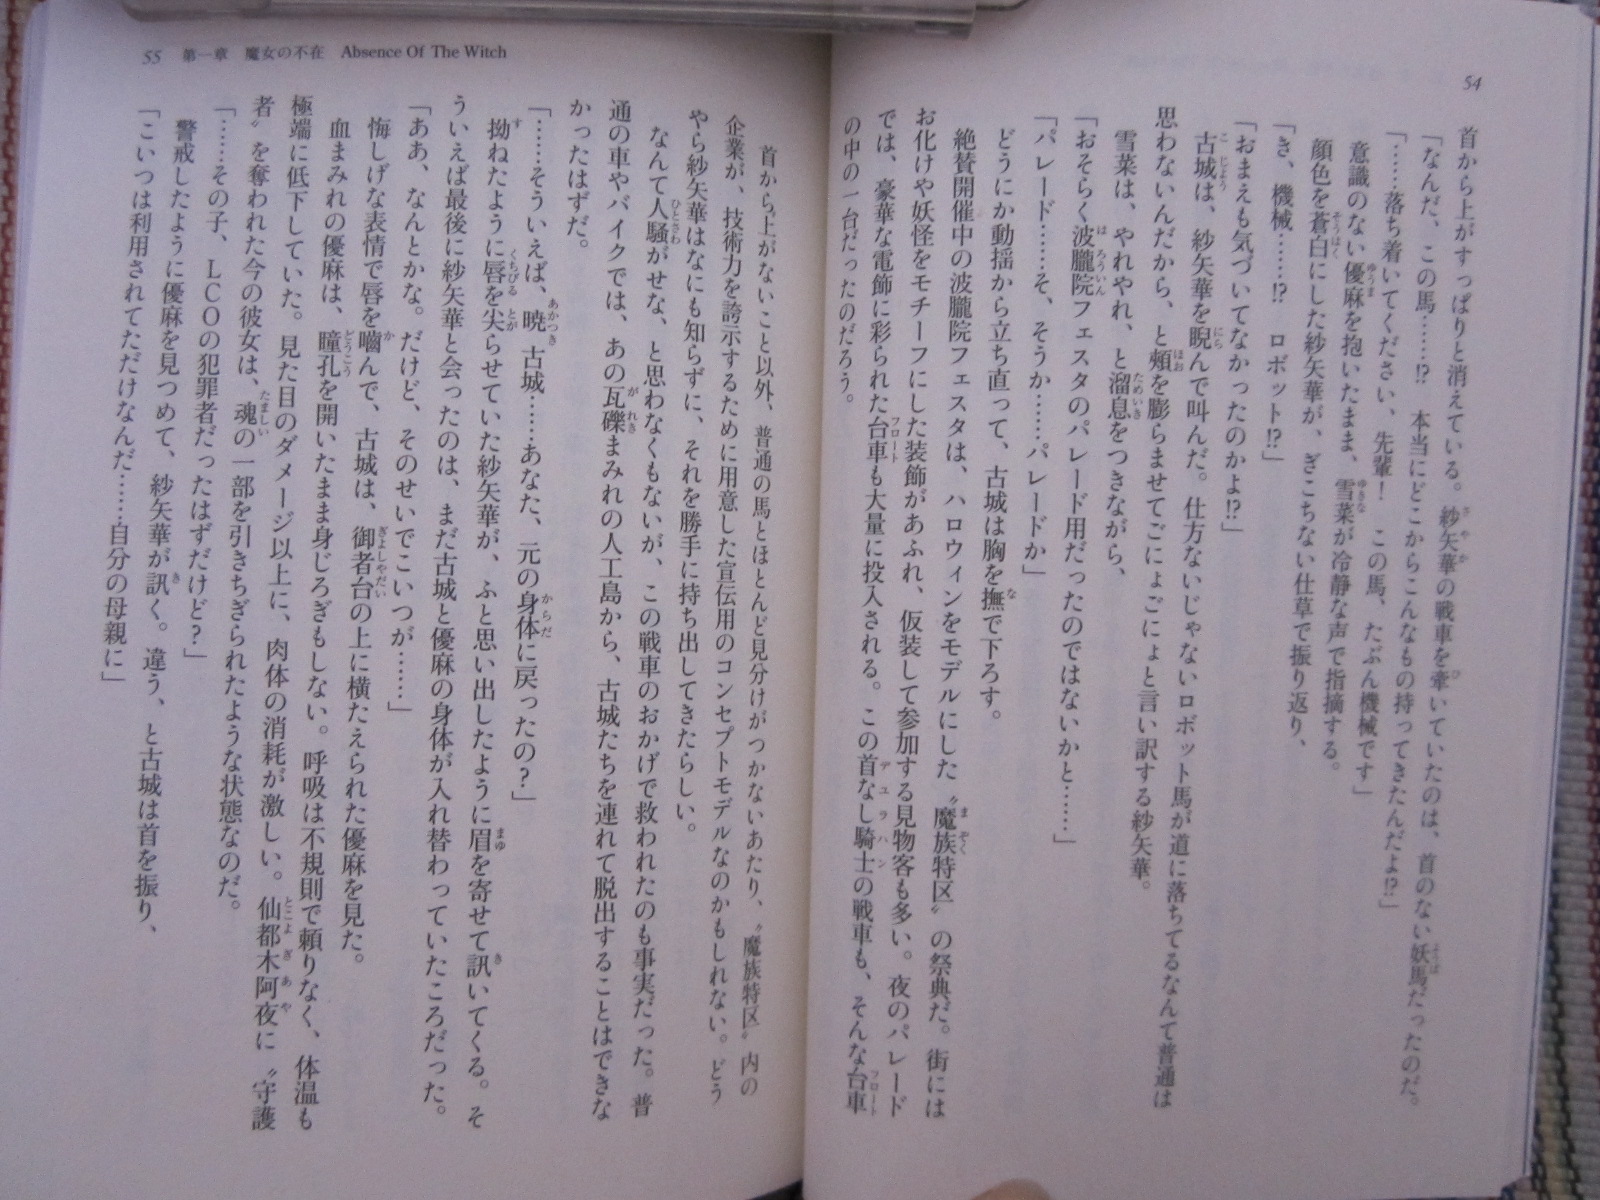 54
首から上がすっぱりと消えている。紗矢華の戦車を牽いていたのは、首のない妖馬だったのだ。
「なんだ、この馬……!? 本当にどこからこんなもの持ってきたんだよ!?」
「……落ち着いてください、先輩！ この馬、たぶん機械です」
意識のない優麻を抱いたまま、雪菜が冷静な声で指摘する。
顔色を蒼白にした紗矢華が、ぎこちない仕草で振り返り、
「き、機械……!? ロボット!?」
「おまえも気づいてなかったのかよ!?」
古城は、紗矢華を睨んで叫んだ。仕方ないじゃないロボット馬が道に落ちてるなんて普通は
思わないんだから、と頬を膨らませてごにょごにょと言い訳する紗矢華。
雪菜は、やれやれ、と溜息をつきながら、
「おそらく波朧院フェスタのパレード用だったのではないかと……」
「パレード……そ、そうか……パレードか」
どうにか動揺から立ち直って、古城は胸を撫で下ろす。
絶賛開催中の波朧院フェスタは、ハロウィンをモデルにした〝魔族特区〟の祭典だ。街には
お化けや妖怪をモチーフにした装飾があふれ、仮装して参加する見物客も多い。夜のパレード
では、豪華な電飾に彩られた台車も大量に投入される。この首なし騎士の戦車も、そんな台車
の中の一台だったのだろう。
55 第一章 魔女の不在 Absence Of The Witch
首から上がないこと以外、普通の馬とほとんど見分けがつかないあたり、〝魔族特区〟内の
企業が、技術力を誇示するために用意した宣伝用のコンセプトモデルなのかもしれない。どう
やら紗矢華はなにも知らずに、それを勝手に持ち出してきたらしい。
なんて人騒がせな、と思わなくもないが、この戦車のおかげで救われたのも事実だった。普
通の車やバイクでは、あの瓦礫まみれの人工島から、古城たちを連れて脱出することはできな
かったはずだ。
「……そういえば、暁古城……あなた、元の身体に戻ったの？」
拗ねたように唇を尖らせていた紗矢華が、ふと思い出したように眉を寄せて訊いてくる。そ
ういえば最後に紗矢華と会ったのは、まだ古城と優麻の身体が入れ替わっていたころだった。
「ああ、なんとかな。だけど、そのせいでこいつが……」
悔しげな表情で唇を嚙んで、古城は、御者台の上に横たえられた優麻を見た。
血まみれの優麻は、瞳孔を開いたまま身じろぎもしない。呼吸は不規則で頼りなく、体温も
極端に低下していた。見た目のダメージ以上に、肉体の消耗が激しい。仙都木阿夜に〝守護
者〟を奪われた今の彼女は、魂の一部を引きちぎられたような状態なのだ。
「……その子、LCOの犯罪者だったはずだけど？」
警戒したように優麻を見つめて、紗矢華が訊く。違う、と古城は首を振り、
「こいつは利用されてただけなんだ……自分の母親に」